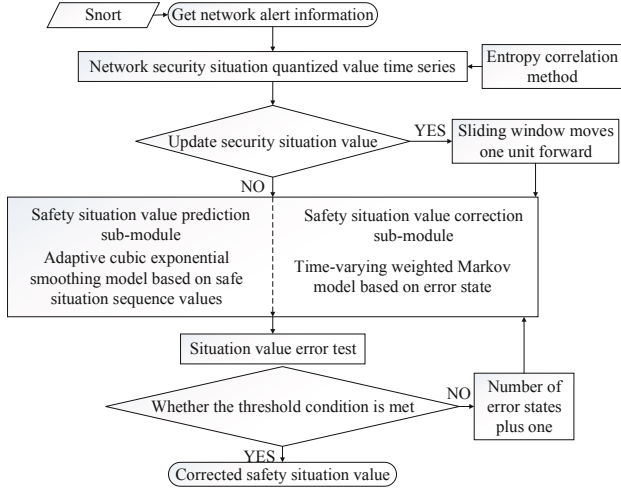 Snort
Get network alert information
Network security situation quantized value time series
Entropy correlation
method
Update security situation value
YES
Sliding window moves
one unit forward
NO
Safety situation value prediction
sub-module
Adaptive cubic exponential
smoothing model based on safe
situation sequence values
Safety situation value correction
sub-module
Time-varying weighted Markov
model based on error state
Situation value error test
Whether the threshold condition is met
NO
Number of
error states
plus one
YES
Corrected safety situation value